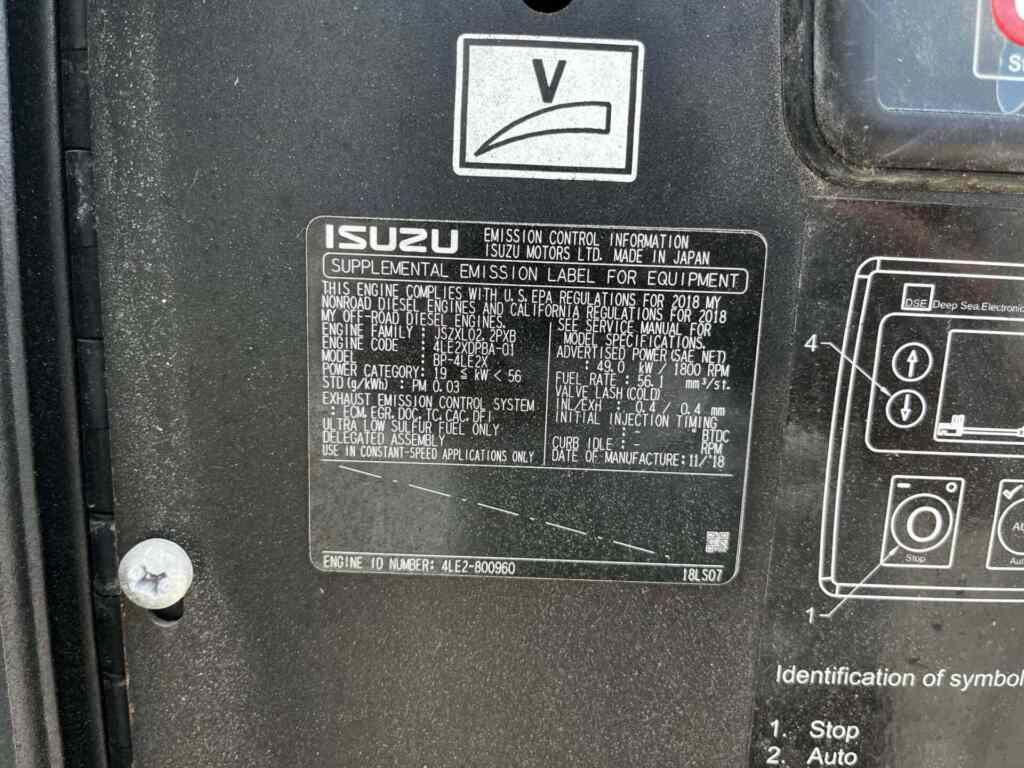 V
ISUZU
EMISSION CONTROL INFORMATION
ISUZU MOTORS LTD. MADE IN JAPAN
SUPPLEMENTAL EMISSION LABEL FOR EQUIPMENT
THIS ENGINE COMPLIES WITH U.S.EPA REGULATIONS FOR 2018 MY
NONROAD DIESEL ENGINES AND CALIFORNIA REGULATIONS FOR 2018
MY OFF-ROAD DIESEL ENGINES.
ENGINE FAMILY : JSZXL02.2PXB
ENGINE CODE : 4LE2XDPBA-01
MODEL : BP-4LE2X
POWER CATEGORY: 19 ≦ kW < 56
STD(g/kWh) : PM 0.03
EXHAUST EMISSION CONTROL SYSTEM
: EOM, EGR, DOC, TC, CAC, DFI
ULTRA LOW SULFUR FUEL ONLY
DELEGATED ASSEMBLY
USE IN CONSTANT-SPEED APPLICATIONS ONLY
SEE SERVICE MANUAL FOR
MODEL SPECIFICATIONS.
ADVERTISED POWER(SAE NET)
: 49.0 kW / 1800 RPM
FUEL RATE : 56.1 mm³/st.
VALVE LASH(COLD)
INL/EXH : 0.4 / 0.4 mm
INITIAL INJECTION TIMING
: - ° BTDC
CURB IDLE : - RPM
DATE OF MANUFACTURE:11/'18
ENGINE ID NUMBER: 4LE2-800960
18LS07
DSE Deep Sea Electronic
4
Stop
Aut
1
Identification of symbol
1. Stop
2. Auto